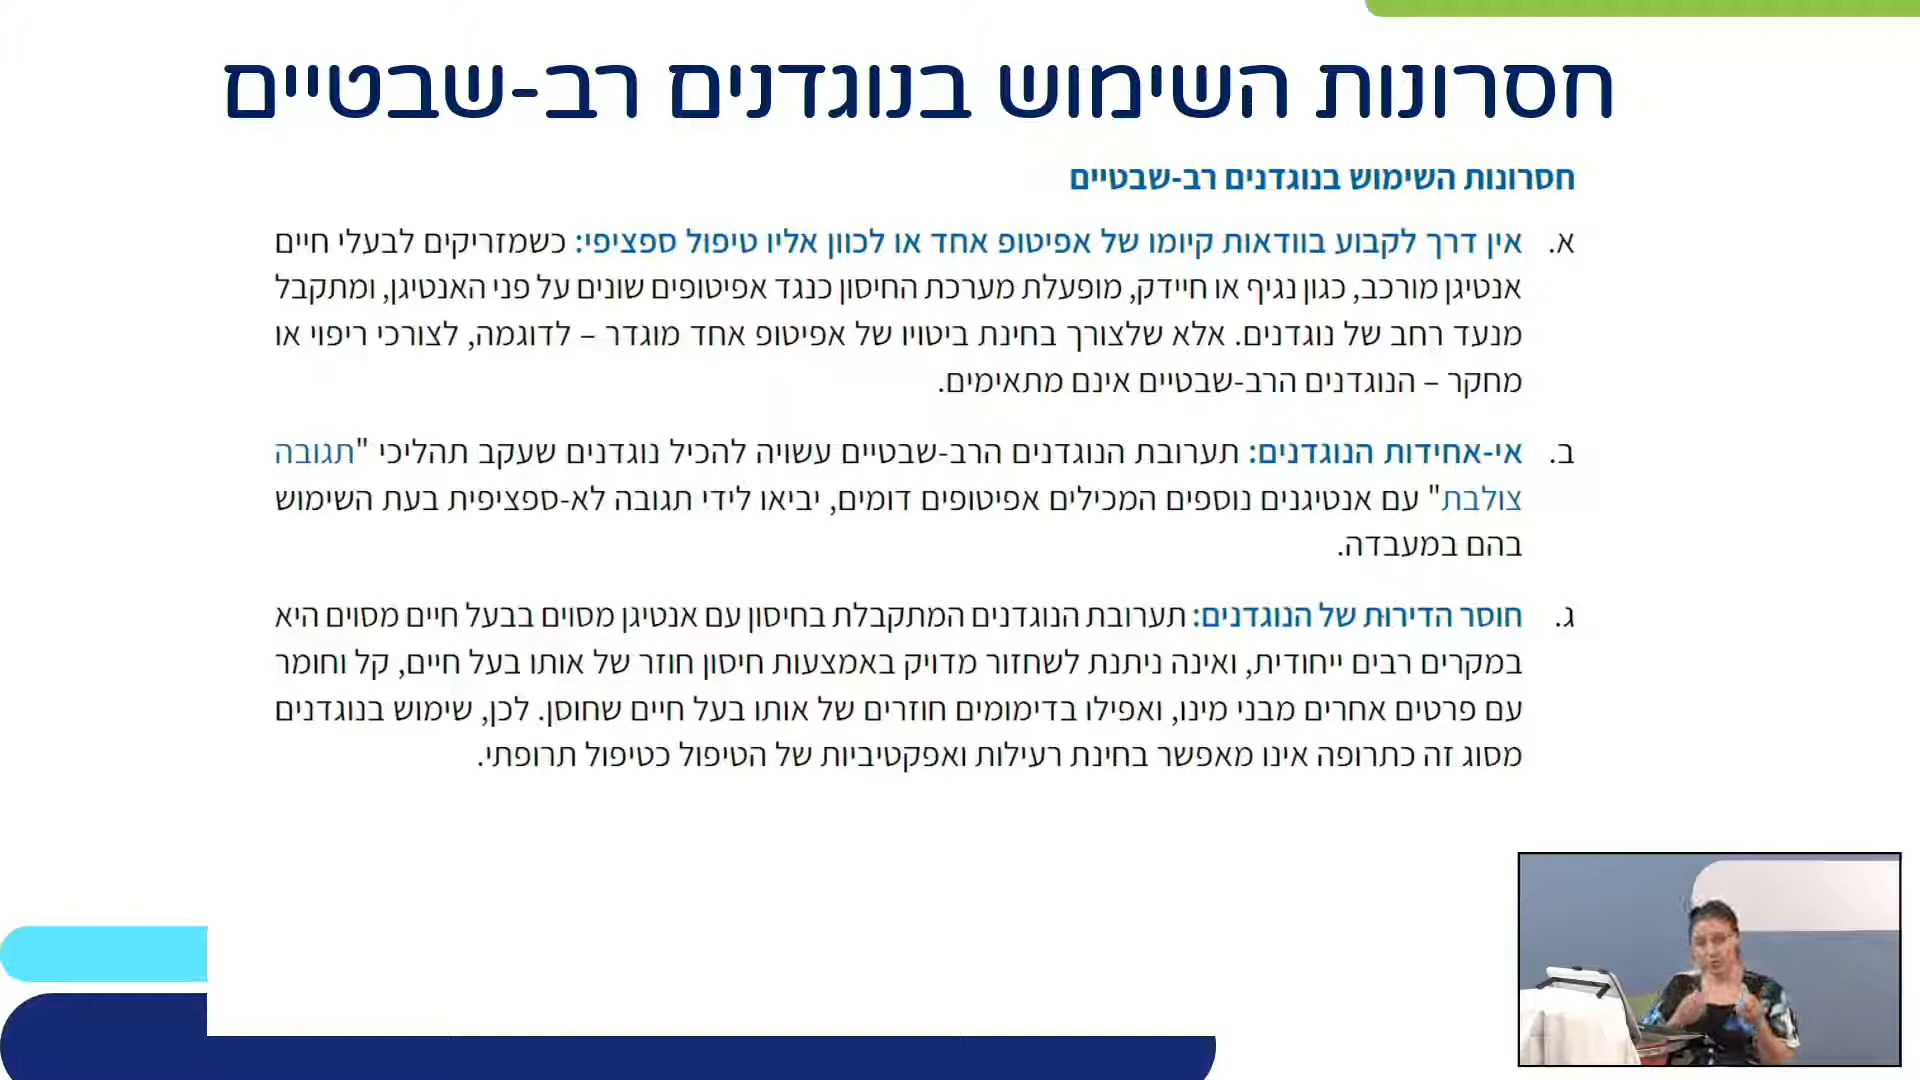 חסרונות השימוש בנוגדנים רב-שבטיים
חסרונות השימוש בנוגדנים רב-שבטיים
א. אין דרך לקבוע בוודאות קיומו של אפיטופ אחד או לכוון אליו טיפול ספציפי: כשמזריקים לבעלי חיים
אנטיגן מורכב, כגון נגיף או חיידק, מופעלת מערכת החיסון כנגד אפיטופים שונים על פני האנטיגן, ומתקבל
מנעד רחב של נוגדנים. אלא שלצורך בחינת ביטויו של אפיטופ אחד מוגדר – לדוגמה, לצורכי ריפוי או
מחקר – הנוגדנים הרב-שבטיים אינם מתאימים.
ב. אי-אחידות הנוגדנים: תערובת הנוגדנים הרב-שבטיים עשויה להכיל נוגדנים שעקב תהליכי "תגובה
צולבת" עם אנטיגנים נוספים המכילים אפיטופים דומים, יביאו לידי תגובה לא-ספציפית בעת השימוש
בהם במעבדה.
ג. חוסר הדירוּת של הנוגדנים: תערובת הנוגדנים המתקבלת בחיסון עם אנטיגן מסוים בבעל חיים מסוים היא
במקרים רבים ייחודית, ואינה ניתנת לשחזור מדויק באמצעות חיסון חוזר של אותו בעל חיים, קל וחומר
עם פרטים אחרים מבני מינו, ואפילו בדימומים חוזרים של אותו בעל חיים שחוסן. לכן, שימוש בנוגדנים
מסוג זה כתרופה אינו מאפשר בחינת רעילות ואפקטיביות של הטיפול כטיפול תרופתי.